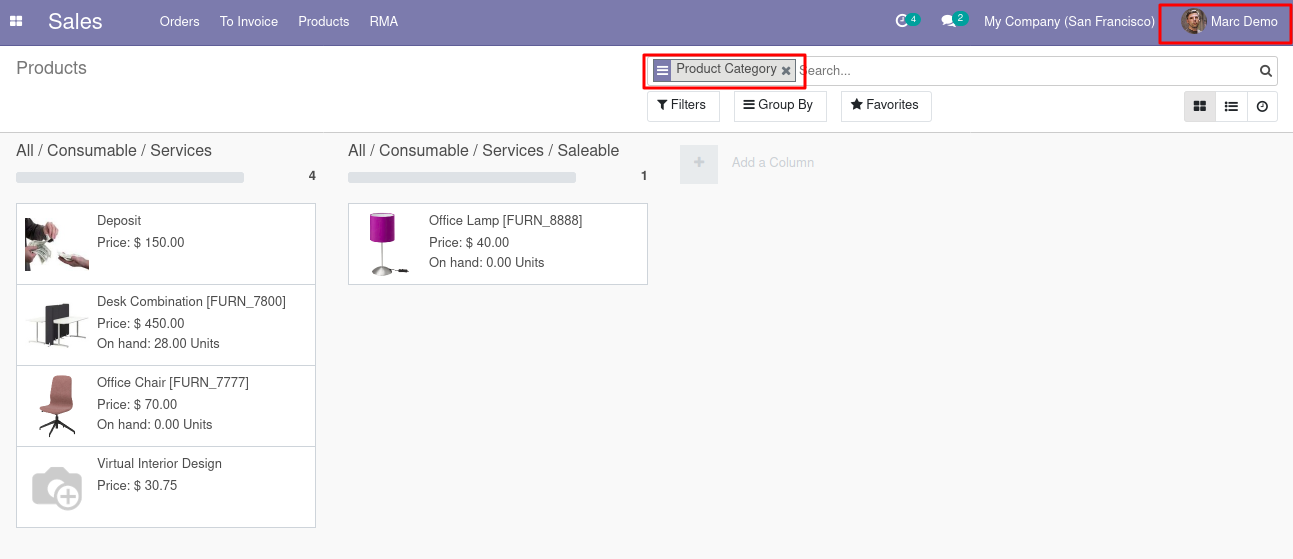 Sales Orders To Invoice Products RMA 4 2 My Company (San Francisco) Marc Demo
Products
Product Category Search...
Filters Group By Favorites
All / Consumable / Services
4
Deposit
Price: $ 150.00
Desk Combination [FURN_7800]
Price: $ 450.00
On hand: 28.00 Units
Office Chair [FURN_7777]
Price: $ 70.00
On hand: 0.00 Units
Virtual Interior Design
Price: $ 30.75
All / Consumable / Services / Saleable
1
Office Lamp [FURN_8888]
Price: $ 40.00
On hand: 0.00 Units
Add a Column